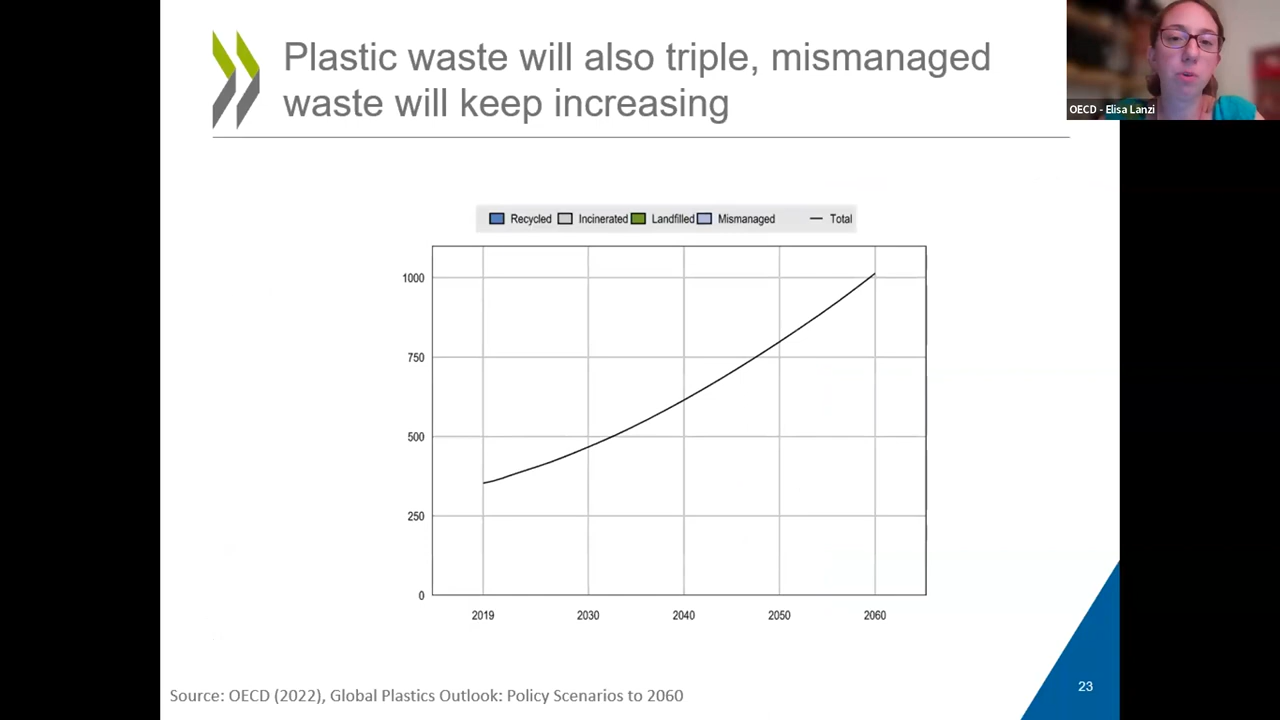 Plastic waste will also triple, mismanaged
waste will keep increasing
OECD - Elisa Lanzi
Recycled Incinerated Landfilled Mismanaged Total
1000
750
500
250
0
2019 2030 2040 2050 2060
Source: OECD (2022), Global Plastics Outlook: Policy Scenarios to 2060
23